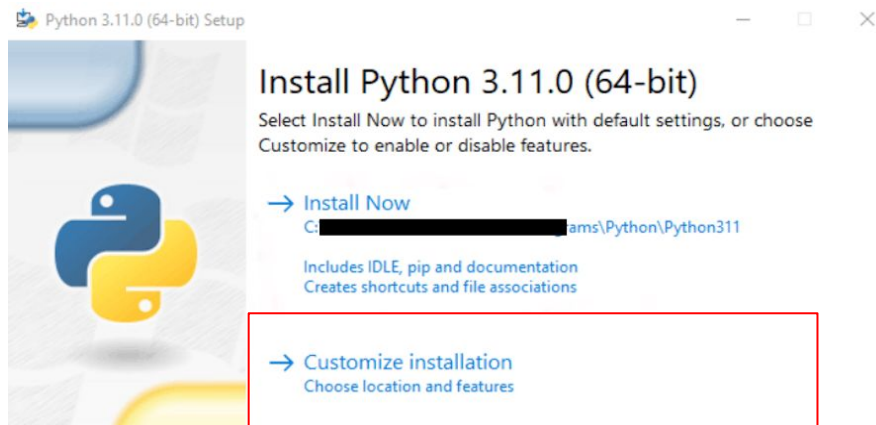 Python 3.11.0 (64-bit) Setup
Install Python 3.11.0 (64-bit)
Select Install Now to install Python with default settings, or choose
Customize to enable or disable features.
Install Now
C: ams\Python\Python311
Includes IDLE, pip and documentation
Creates shortcuts and file associations
Customize installation
Choose location and features